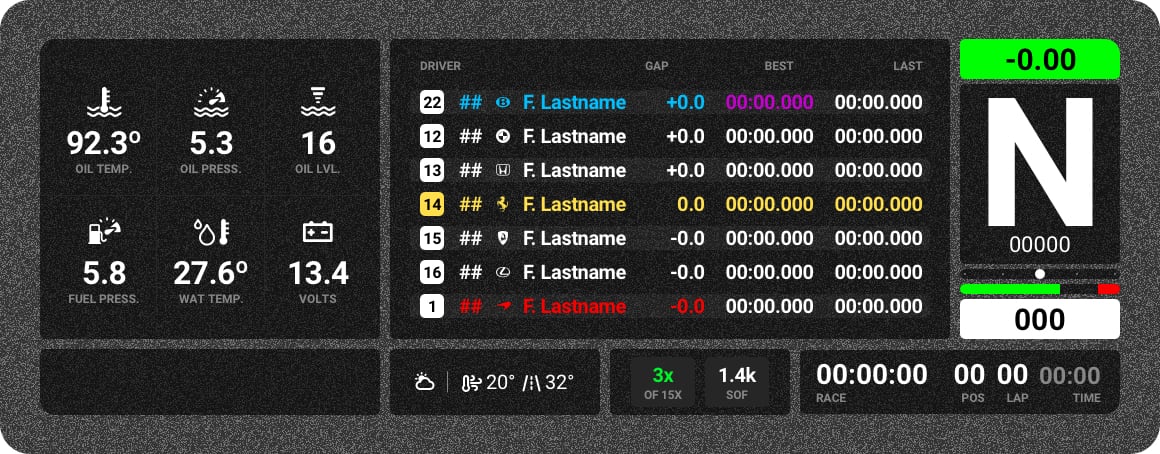 92.3º 5.3 16
OIL TEMP. OIL PRESS. OIL LVL.
5.8 27.6º 13.4
FUEL PRESS. WAT TEMP. VOLTS
DRIVER GAP BEST LAST
22 ## F. Lastname +0.0 00:00.000 00:00.000
12 ## F. Lastname +0.0 00:00.000 00:00.000
13 ## F. Lastname +0.0 00:00.000 00:00.000
14 ## F. Lastname 0.0 00:00.000 00:00.000
15 ## F. Lastname -0.0 00:00.000 00:00.000
16 ## F. Lastname -0.0 00:00.000 00:00.000
1 ## F. Lastname -0.0 00:00.000 00:00.000
-0.00
N
00000
000
20° 32°
3x
OF 15X
1.4k
SOF
00:00:00 00 00 00:00
RACE POS LAP TIME